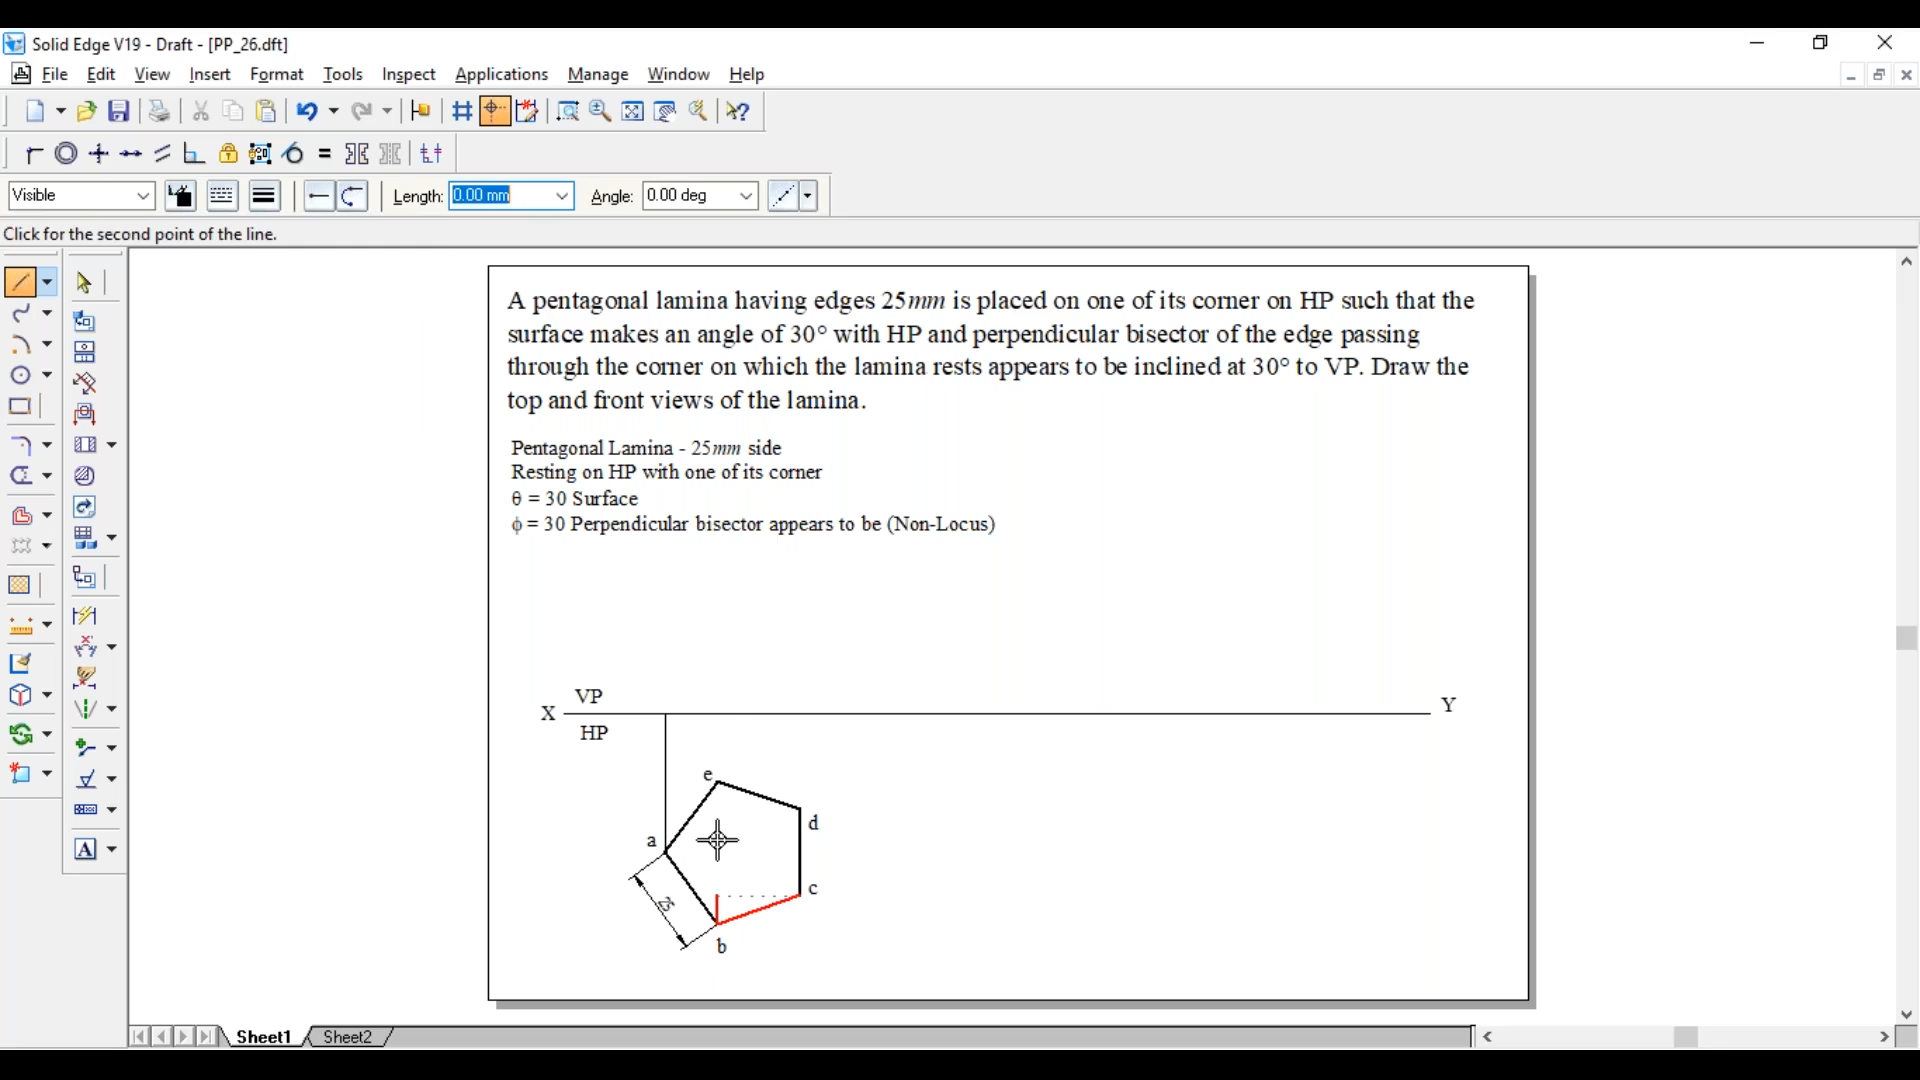 Solid Edge V19 - Draft - [PP_26.dft]
File Edit View Insert Format Tools Inspect Applications Manage Window Help
Visible Length: 0.00 mm Angle: 0.00 deg
Click for the second point of the line.
A pentagonal lamina having edges 25mm is placed on one of its corner on HP such that the
surface makes an angle of 30° with HP and perpendicular bisector of the edge passing
through the corner on which the lamina rests appears to be inclined at 30° to VP. Draw the
top and front views of the lamina.
Pentagonal Lamina - 25mm side
Resting on HP with one of its corner
θ = 30 Surface
ϕ = 30 Perpendicular bisector appears to be (Non-Locus)
VP
X Y
HP
e
d
a
c
25
b
A
Sheet1 Sheet2